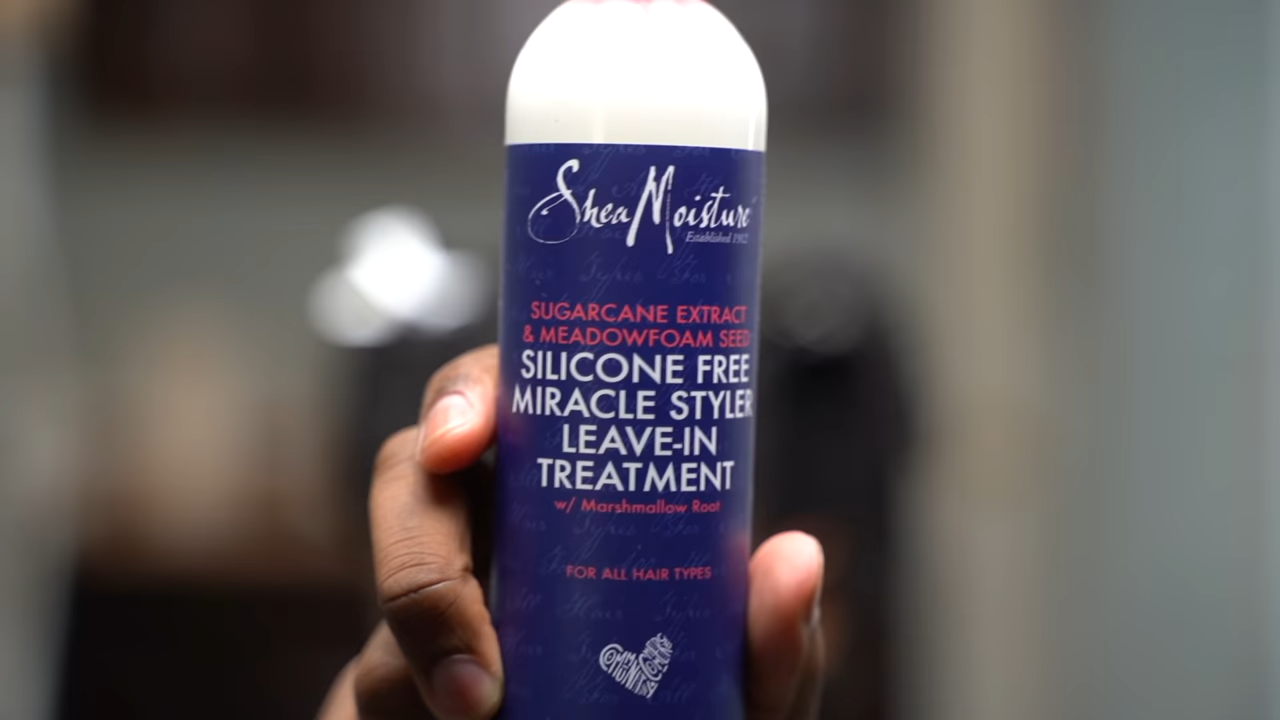 SheaMoisture
Established 1912
SUGARCANE EXTRACT
& MEADOWFOAM SEED
SILICONE FREE
MIRACLE STYLER
LEAVE-IN
TREATMENT
w/ Marshmallow Root
FOR ALL HAIR TYPES